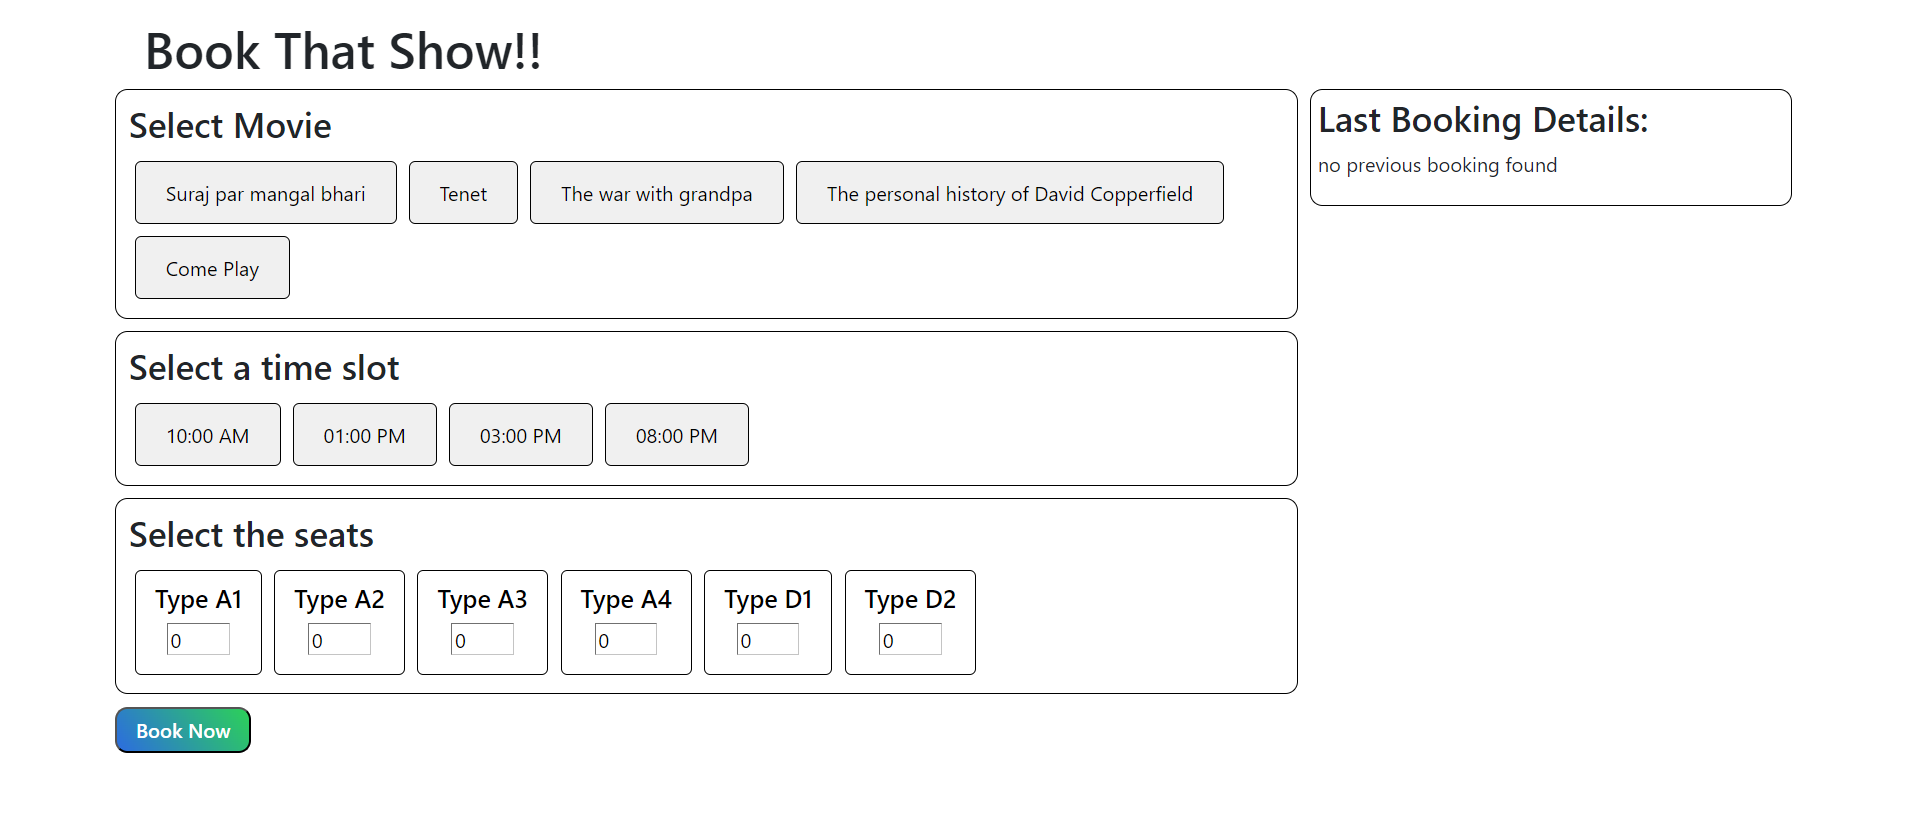 Book That Show!!
Select Movie
Suraj par mangal bhari
Tenet
The war with grandpa
The personal history of David Copperfield
Come Play
Select a time slot
10:00 AM
01:00 PM
03:00 PM
08:00 PM
Select the seats
Type A1
0
Type A2
0
Type A3
0
Type A4
0
Type D1
0
Type D2
0
Book Now
Last Booking Details:
no previous booking found